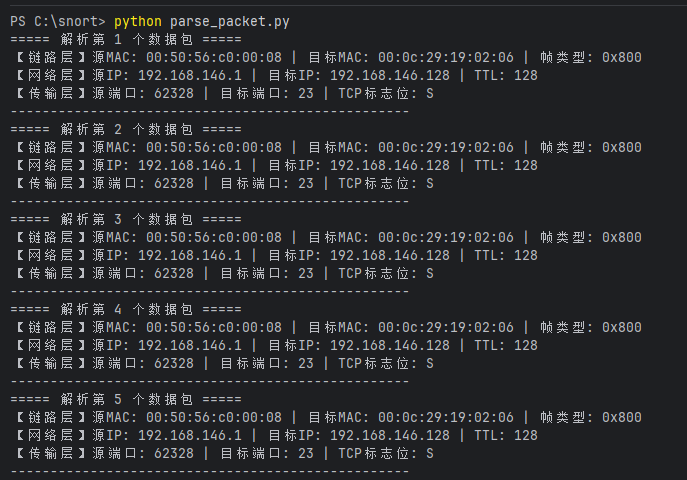 PS C:\snort> python parse_packet.py
===== 解析第 1 个数据包 =====
【链路层】源MAC: 00:50:56:c0:00:08 | 目标MAC: 00:0c:29:19:02:06 | 帧类型: 0x800
【网络层】源IP: 192.168.146.1 | 目标IP: 192.168.146.128 | TTL: 128
【传输层】源端口: 62328 | 目标端口: 23 | TCP标志位: S
--------------------------------------------------
===== 解析第 2 个数据包 =====
【链路层】源MAC: 00:50:56:c0:00:08 | 目标MAC: 00:0c:29:19:02:06 | 帧类型: 0x800
【网络层】源IP: 192.168.146.1 | 目标IP: 192.168.146.128 | TTL: 128
【传输层】源端口: 62328 | 目标端口: 23 | TCP标志位: S
--------------------------------------------------
===== 解析第 3 个数据包 =====
【链路层】源MAC: 00:50:56:c0:00:08 | 目标MAC: 00:0c:29:19:02:06 | 帧类型: 0x800
【网络层】源IP: 192.168.146.1 | 目标IP: 192.168.146.128 | TTL: 128
【传输层】源端口: 62328 | 目标端口: 23 | TCP标志位: S
--------------------------------------------------
===== 解析第 4 个数据包 =====
【链路层】源MAC: 00:50:56:c0:00:08 | 目标MAC: 00:0c:29:19:02:06 | 帧类型: 0x800
【网络层】源IP: 192.168.146.1 | 目标IP: 192.168.146.128 | TTL: 128
【传输层】源端口: 62328 | 目标端口: 23 | TCP标志位: S
--------------------------------------------------
===== 解析第 5 个数据包 =====
【链路层】源MAC: 00:50:56:c0:00:08 | 目标MAC: 00:0c:29:19:02:06 | 帧类型: 0x800
【网络层】源IP: 192.168.146.1 | 目标IP: 192.168.146.128 | TTL: 128
【传输层】源端口: 62328 | 目标端口: 23 | TCP标志位: S
--------------------------------------------------